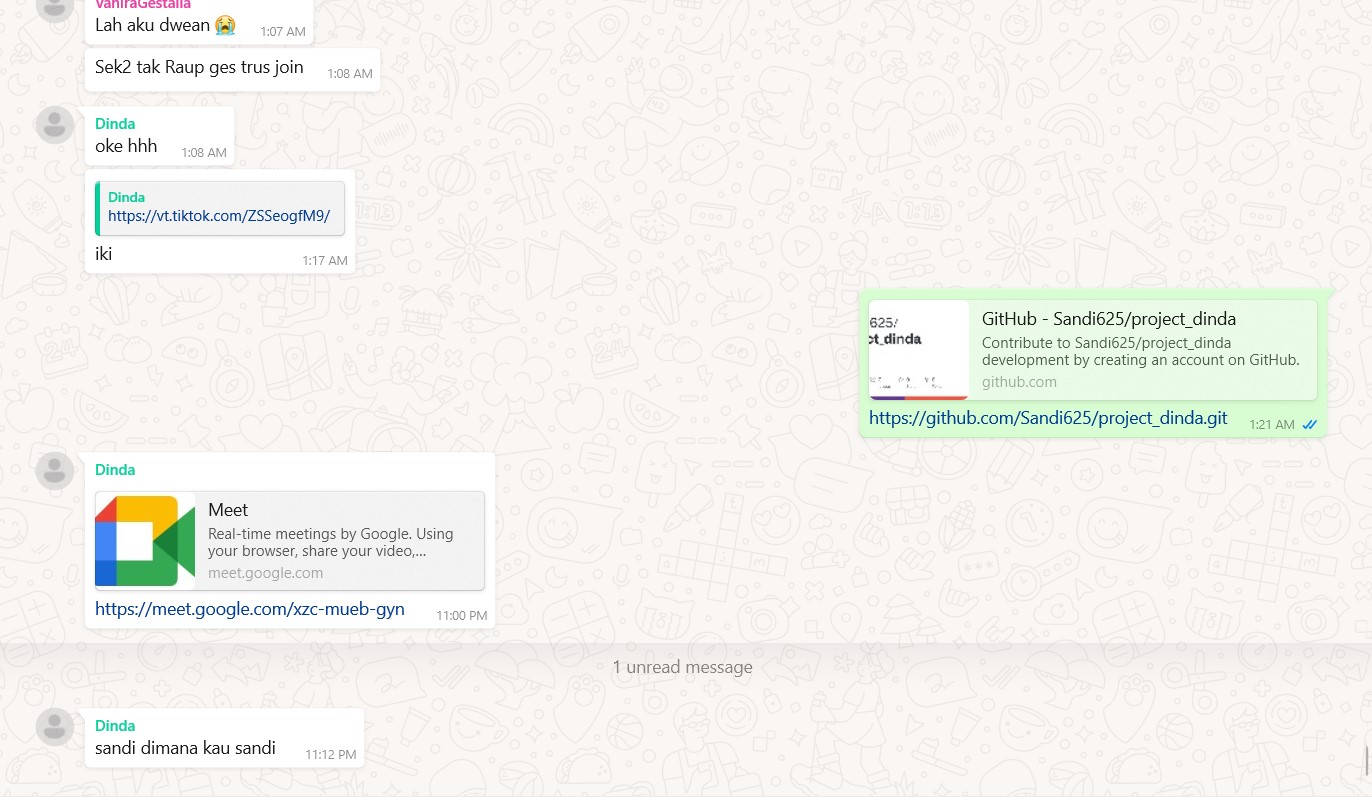 VaniraGestalia
Lah aku dwean 😭
1:07 AM
Sek2 tak Raup ges trus join
1:08 AM
Dinda
oke hhh
1:08 AM
Dinda
https://vt.tiktok.com/ZSSeogfM9/
iki
1:17 AM
625/
ct_dinda
GitHub - Sandi625/project_dinda
Contribute to Sandi625/project_dinda
development by creating an account on GitHub.
github.com
https://github.com/Sandi625/project_dinda.git
1:21 AM
Dinda
Meet
Real-time meetings by Google. Using
your browser, share your video,...
meet.google.com
https://meet.google.com/xzc-mueb-gyn
11:00 PM
1 unread message
Dinda
sandi dimana kau sandi
11:12 PM